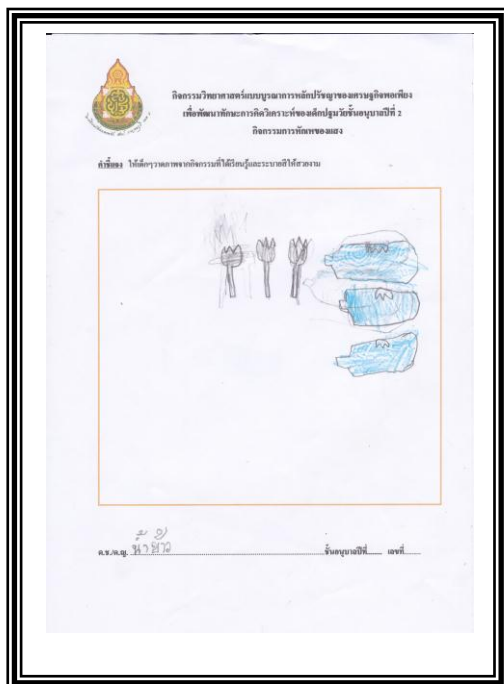 กิจกรรมวิทยาศาสตร์แบบบูรณาการหลักปรัชญาของเศรษฐกิจพอเพียง
เพื่อพัฒนาทักษะการคิดวิเคราะห์ของเด็กปฐมวัยชั้นอนุบาลปีที่ 2
กิจกรรมการหักเหของแสง
คำชี้แจง ให้เด็กๆวาดภาพจากกิจกรรมที่ได้เรียนรู้และระบายสีให้สวยงาม
ด.ช./ด.ญ. ชั้นอนุบาลปีที่ เลขที่